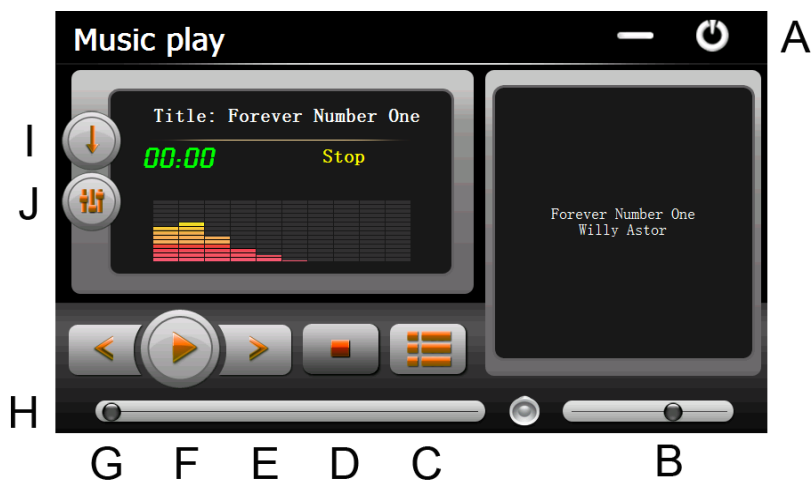 Music play
A
Title: Forever Number One
I
00:00 Stop
J
Forever Number One
Willy Astor
H
G F E D C B